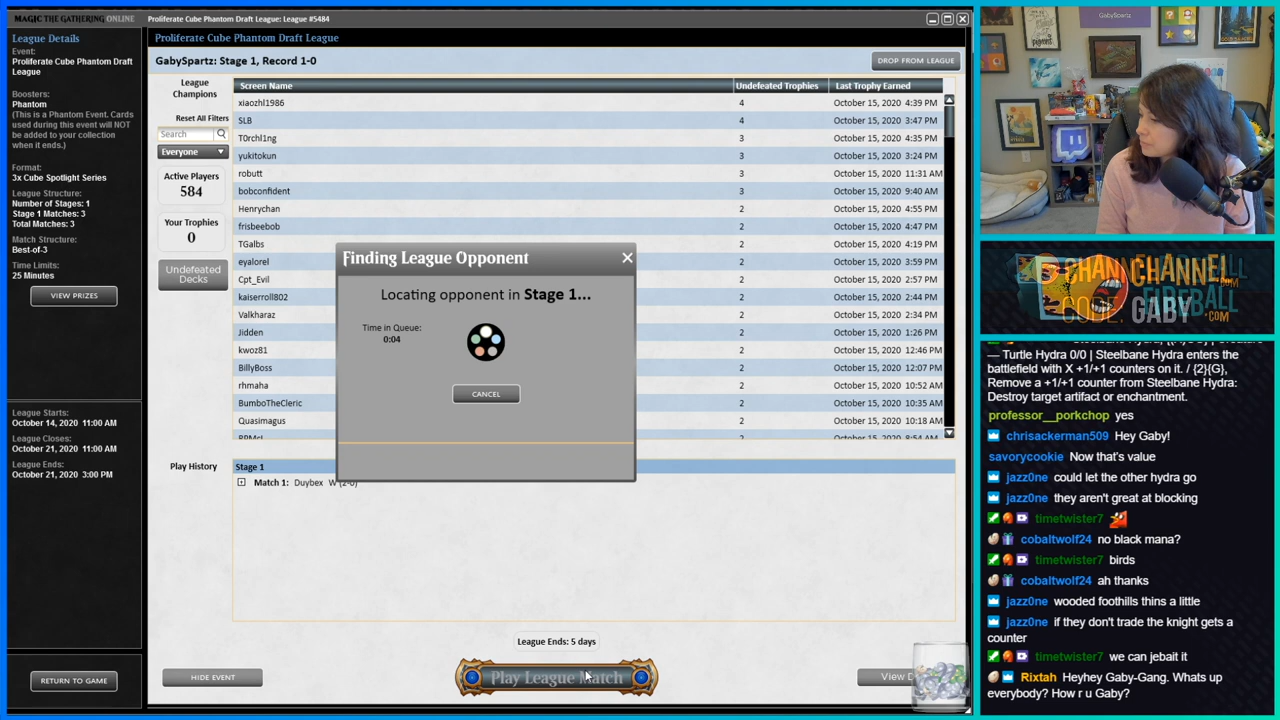 MAGIC THE GATHERING ONLINE
Proliferate Cube Phantom Draft League: League #5484
League Details
Event:
Proliferate Cube Phantom Draft
League
Boosters:
Phantom
(This is a Phantom Event. Cards
used during this event will NOT
be added to your collection
when it ends.)
Format:
3x Cube Spotlight Series
League Structure:
Number of Stages: 1
Stage 1 Matches: 3
Total Matches: 3
Match Structure:
Best-of-3
Time Limits:
25 Minutes
VIEW PRIZES
League Starts:
October 14, 2020 11:00 AM
League Closes:
October 21, 2020 11:00 AM
League Ends:
October 21, 2020 3:00 PM
RETURN TO GAME
Proliferate Cube Phantom Draft League
GabySpartz: Stage 1, Record 1-0
DROP FROM LEAGUE
League
Champions
Reset All Filters
Search
Everyone
Active Players
584
Your Trophies
0
Undefeated
Decks
Screen Name Undefeated Trophies Last Trophy Earned
xiaozhl1986 4 October 15, 2020 4:39 PM
SLB 4 October 15, 2020 3:47 PM
T0rchl1ng 3 October 15, 2020 4:35 PM
yukitokun 3 October 15, 2020 3:24 PM
robutt 3 October 15, 2020 11:31 AM
bobconfident 3 October 15, 2020 9:40 AM
Henrychan 2 October 15, 2020 4:55 PM
frisbeebob 2 October 15, 2020 4:47 PM
TGalbs 2 October 15, 2020 4:19 PM
eyalorel 2 October 15, 2020 3:59 PM
Cpt_Evil 2 October 15, 2020 2:57 PM
kaiserroll802 2 October 15, 2020 2:44 PM
Valkharaz 2 October 15, 2020 2:34 PM
Jidden 2 October 15, 2020 1:26 PM
kwoz81 2 October 15, 2020 12:46 PM
BillyBoss 2 October 15, 2020 12:07 PM
rhmaha 2 October 15, 2020 10:52 AM
BumboTheCleric 2 October 15, 2020 10:35 AM
Quasimagus 2 October 15, 2020 10:18 AM
2 October 15, 2020 8:54 AM
Finding League Opponent
Locating opponent in Stage 1...
Time in Queue:
0:04
CANCEL
Play History
Stage 1
Match 1: Duybex W (2-0)
League Ends: 5 days
HIDE EVENT
Play League Match
View D
GabySpartz
CHANNEL
FIREBALL
.COM
CODE: GABY
— Turtle Hydra 0/0 | Steelbane Hydra enters the
battlefield with X +1/+1 counters on it. / {2}{G},
Remove a +1/+1 counter from Steelbane Hydra:
Destroy target artifact or enchantment.
professor__porkchop yes
chrisackerman509 Hey Gaby!
savorycookie Now that's value
jazz0ne could let the other hydra go
jazz0ne they aren't great at blocking
timetwister7
cobaltwolf24 no black mana?
timetwister7 birds
cobaltwolf24 ah thanks
jazz0ne wooded foothills thins a little
jazz0ne if they don't trade the knight gets a
counter
timetwister7 we can jebait it
Rixtah Heyhey Gaby-Gang. Whats up
everybody? How r u Gaby?